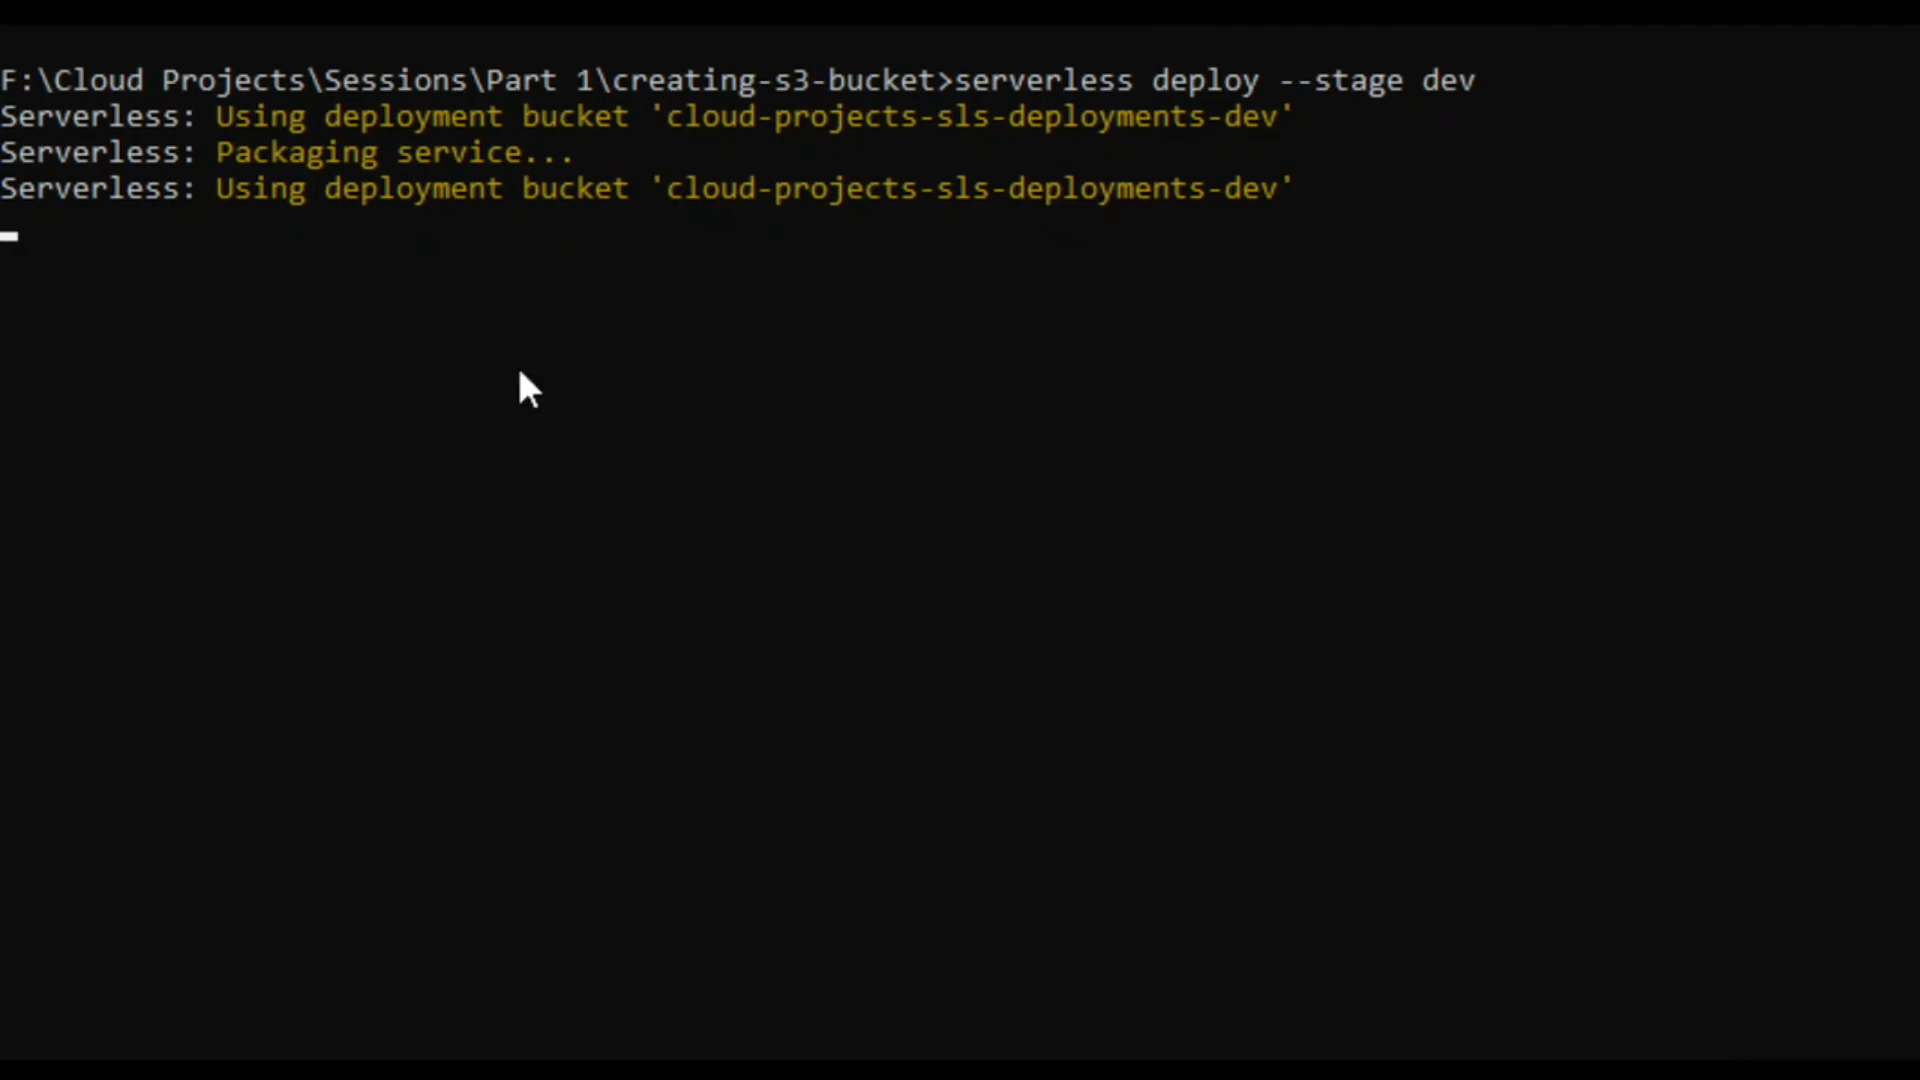 F:\Cloud Projects\Sessions\Part 1\creating-s3-bucket>serverless deploy --stage dev
Serverless: Using deployment bucket 'cloud-projects-sls-deployments-dev'
Serverless: Packaging service...
Serverless: Using deployment bucket 'cloud-projects-sls-deployments-dev'